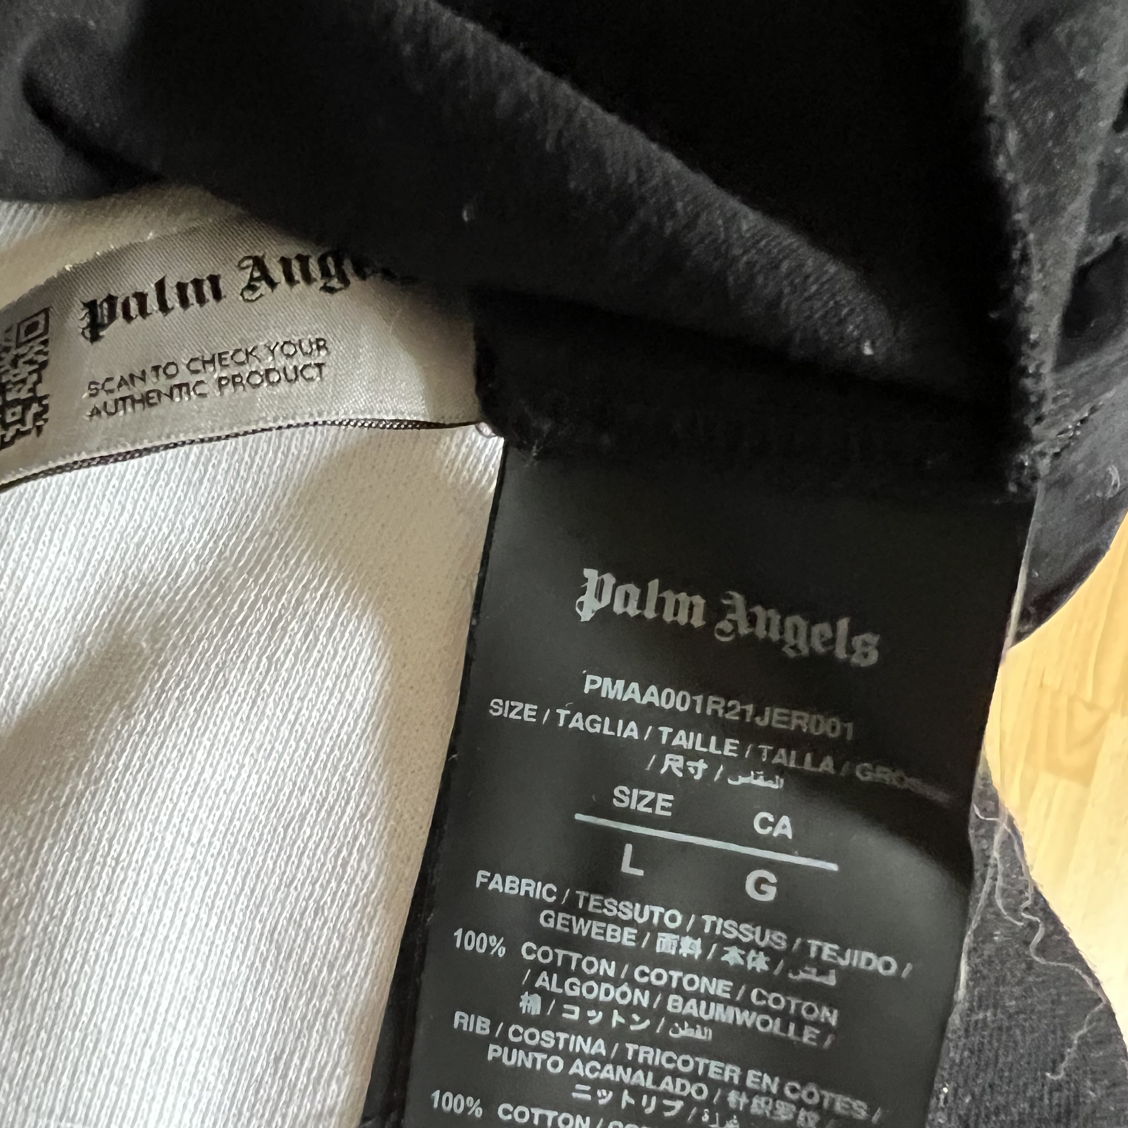 Palm Angels
SCAN TO CHECK YOUR
AUTHENTIC PRODUCT
Palm Angels
PMAA001R21JER001
SIZE / TAGLIA / TAILLE / TALLA /
/ 尺寸 / المقاس
SIZE CA
L G
FABRIC / TESSUTO / TISSUS / TEJIDO /
GEWEBE / 面料 / 本体 /
100% COTTON / COTONE / COTON
/ ALGODÓN / BAUMWOLLE /
棉 / コットン / القطن
RIB / COSTINA / TRICOTER EN CÔTES /
PUNTO ACANALADO / 针织罗纹 /
ニットリブ /
100% COTTON /